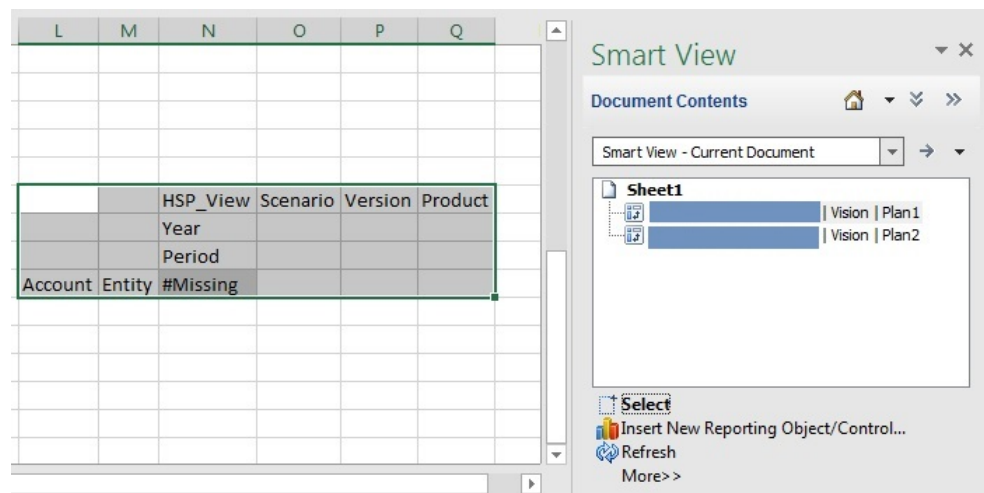 L M N O P Q
HSP_View Scenario Version Product
Year
Period
Account Entity #Missing
Smart View
Document Contents
Smart View - Current Document
Sheet1
| Vision | Plan1
| Vision | Plan2
Select
Insert New Reporting Object/Control...
Refresh
More>>